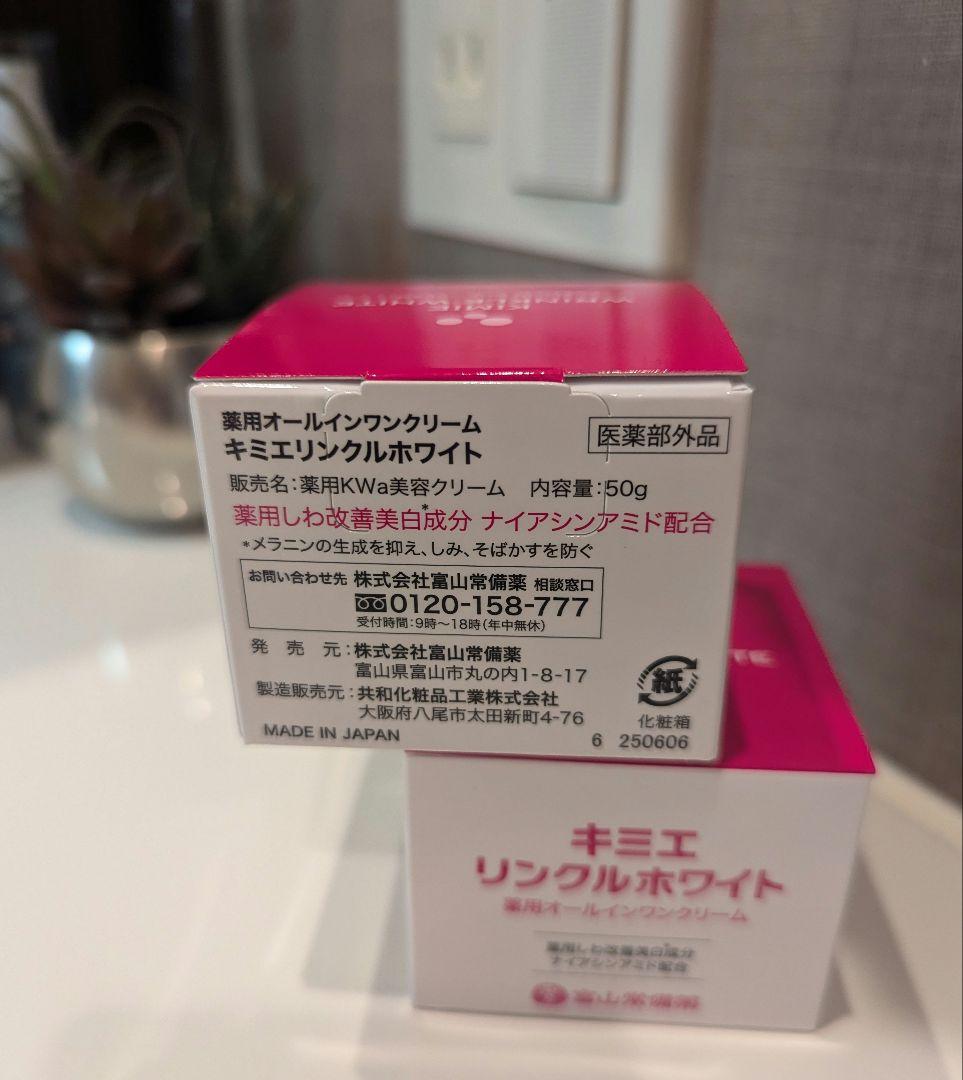 KIMIE
WRINKLE WHITE
薬用オールインワンクリーム
キミエリンクルホワイト
医薬部外品
販売名:薬用KWa美容クリーム 内容量:50g
薬用しわ改善美白*成分 ナイアシンアミド配合
*メラニンの生成を抑え、しみ、そばかすを防ぐ
お問い合わせ先 株式会社富山常備薬 相談窓口
0120-158-777
受付時間:9時~18時(年中無休)
発売元:株式会社富山常備薬
富山県富山市丸の内1-8-17
製造販売元:共和化粧品工業株式会社
大阪府八尾市太田新町4-76
MADE IN JAPAN
紙
化粧箱
6 250606
キミエ
リンクルホワイト
薬用オールインワンクリーム
薬用しわ改善美白*成分
ナイアシンアミド配合
富山常備薬